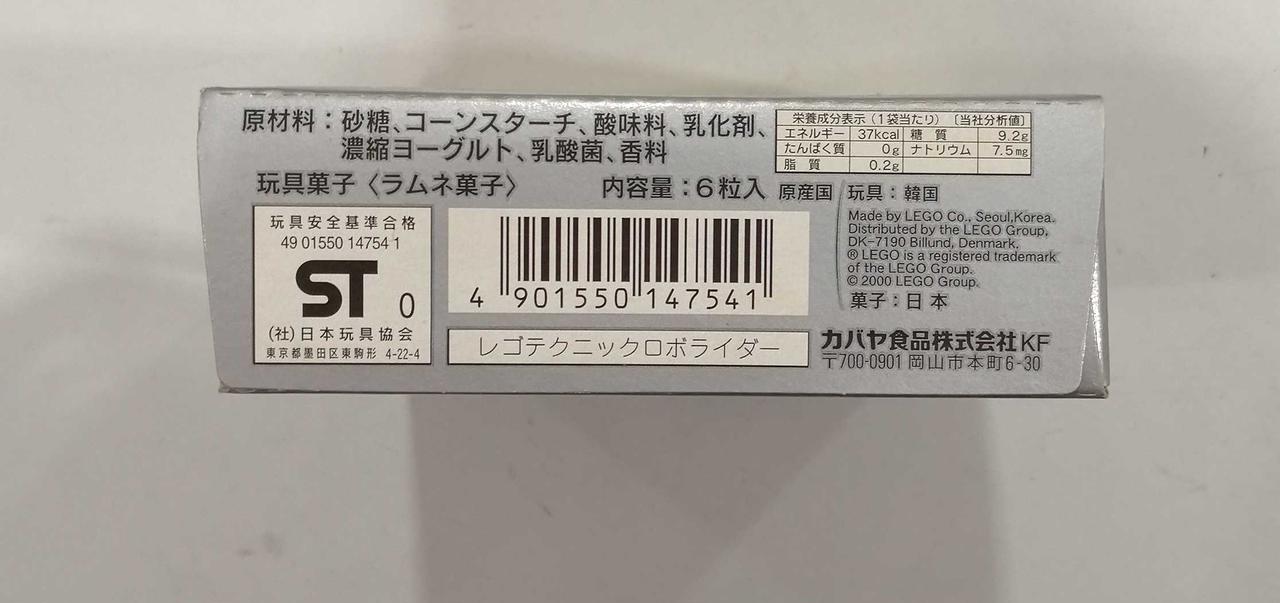 原材料：砂糖、コーンスターチ、酸味料、乳化剤、
濃縮ヨーグルト、乳酸菌、香料
栄養成分表示（1袋当たり）〔当社分析値〕
エネルギー 37kcal 糖質 9.2g
たんぱく質 0g ナトリウム 7.5mg
脂質 0.2g
玩具菓子〈ラムネ菓子〉 内容量：6粒入
原産国 玩具：韓国
Made by LEGO Co., Seoul,Korea.
Distributed by the LEGO Group,
DK-7190 Billund, Denmark.
® LEGO is a registered trademark
of the LEGO Group.
© 2000 LEGO Group.
菓子：日本
玩具安全基準合格
49 01550 14754 1
ST 0
(社)日本玩具協会
東京都墨田区東駒形 4-22-4
4 901550 147541
レゴテクニックロボライダー
カバヤ食品株式会社 KF
〒700-0901 岡山市本町6-30